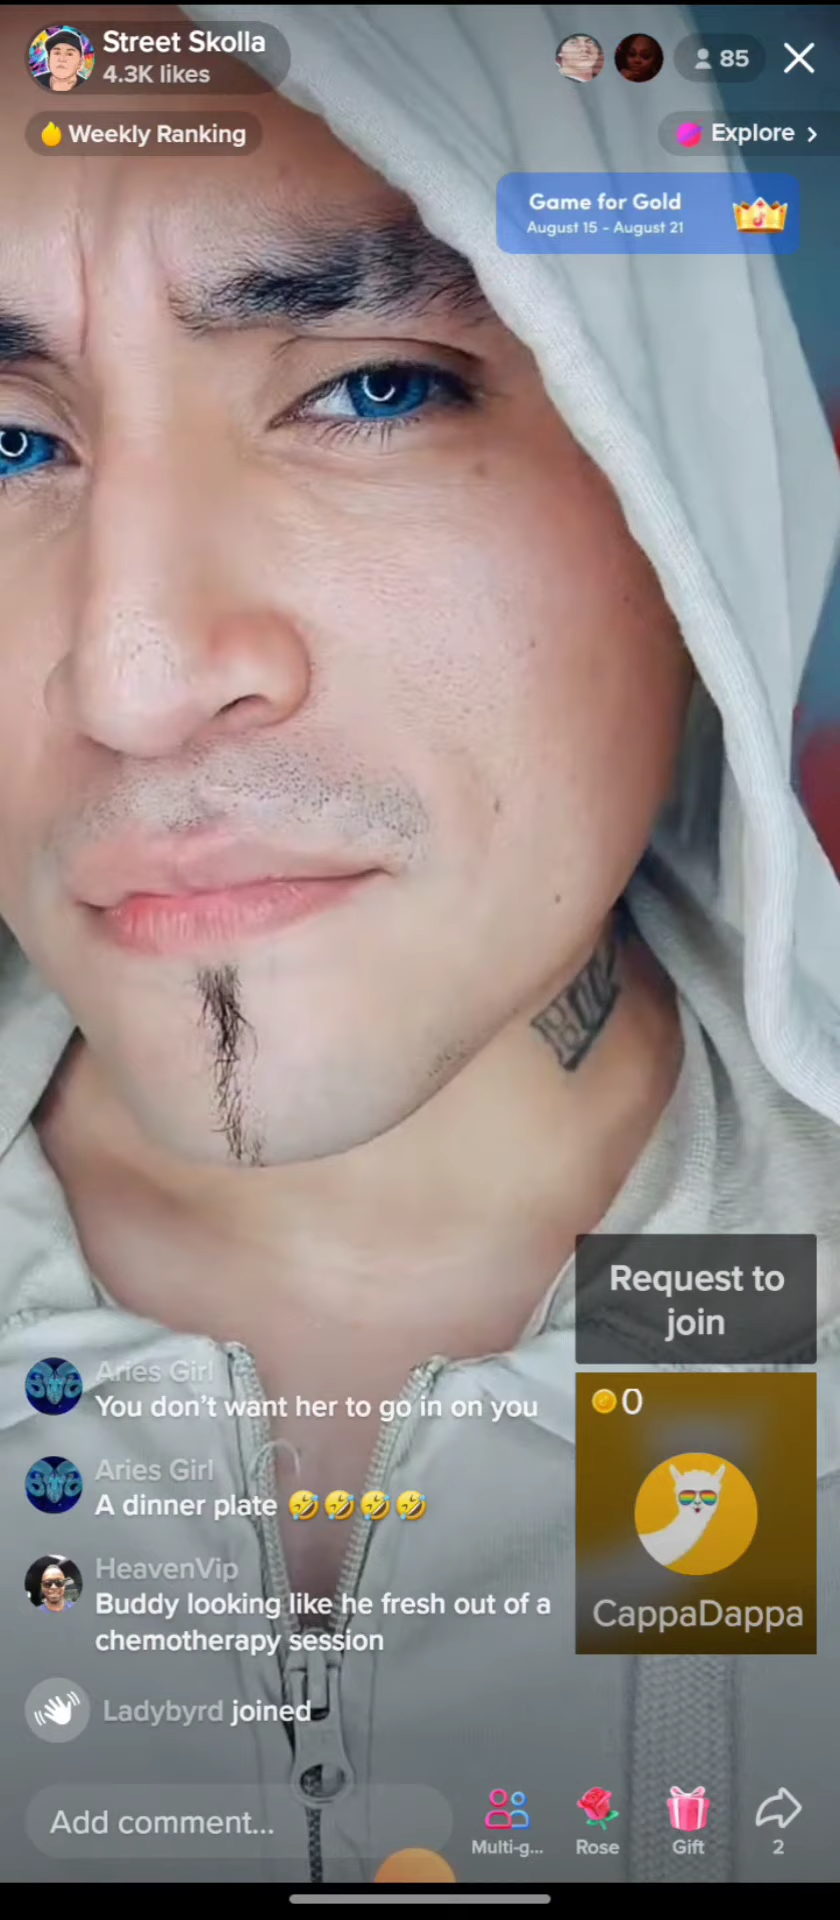 Street Skolla
4.3K likes
85
Weekly Ranking
Explore >
Game for Gold
August 15 - August 21
Request to
join
Aries Girl
You don't want her to go in on you
0
Aries Girl
A dinner plate 🤣🤣🤣🤣
HeavenVip
Buddy looking like he fresh out of a
chemotherapy session
CappaDappa
Ladybyrd joined
Add comment...
Multi-g...
Rose
Gift
2